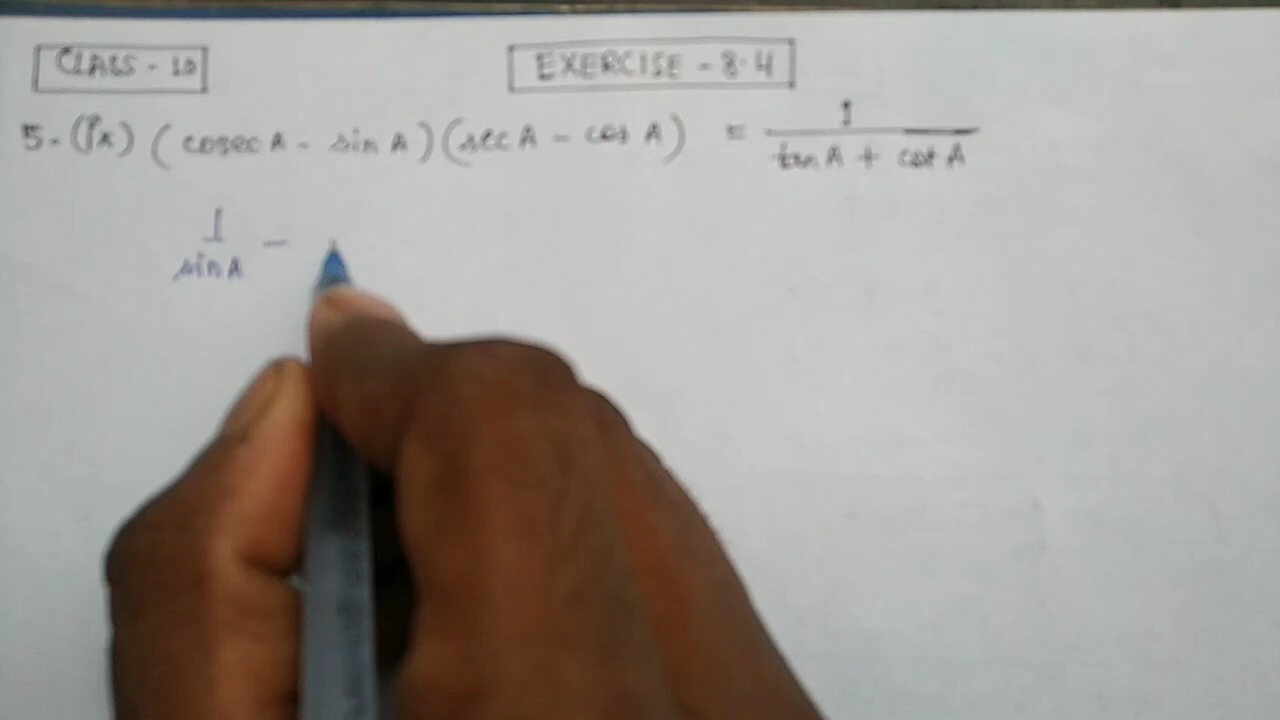 CLASS - 10
EXERCISE - 8.4
5. (ix) (cosec A - sin A)(sec A - cos A) = 1 / (tan A + cot A)
1 / sin A -